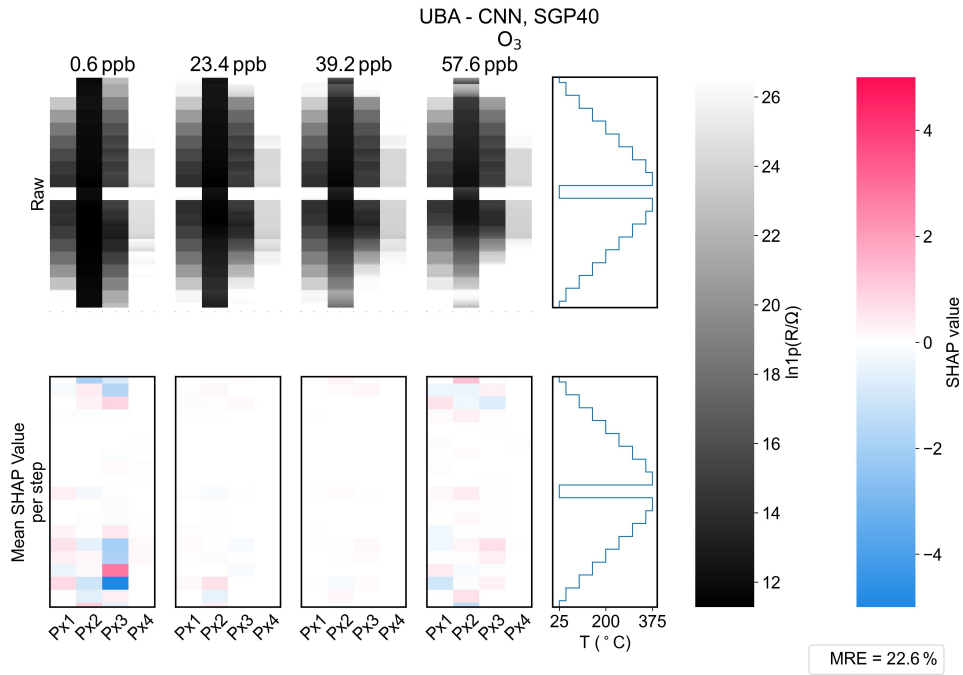 UBA - CNN, SGP40
O₃
0.6 ppb 23.4 ppb 39.2 ppb 57.6 ppb
Raw
26
24
22
20
18
16
14
12
ln1p(R/Ω)
4
2
0
−2
−4
SHAP value
Mean SHAP Value
per step
Px1 Px2 Px3 Px4 Px1 Px2 Px3 Px4 Px1 Px2 Px3 Px4 Px1 Px2 Px3 Px4
25 200 375
T (°C)
MRE = 22.6 %